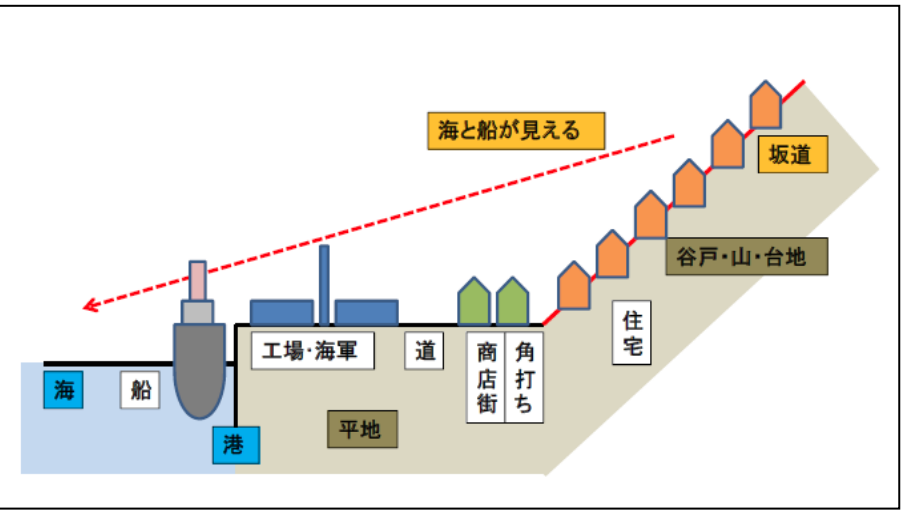 海と船が見える
坂道
谷戸・山・台地
住宅
工場・海軍
道
商店街
角打ち
海
船
平地
港